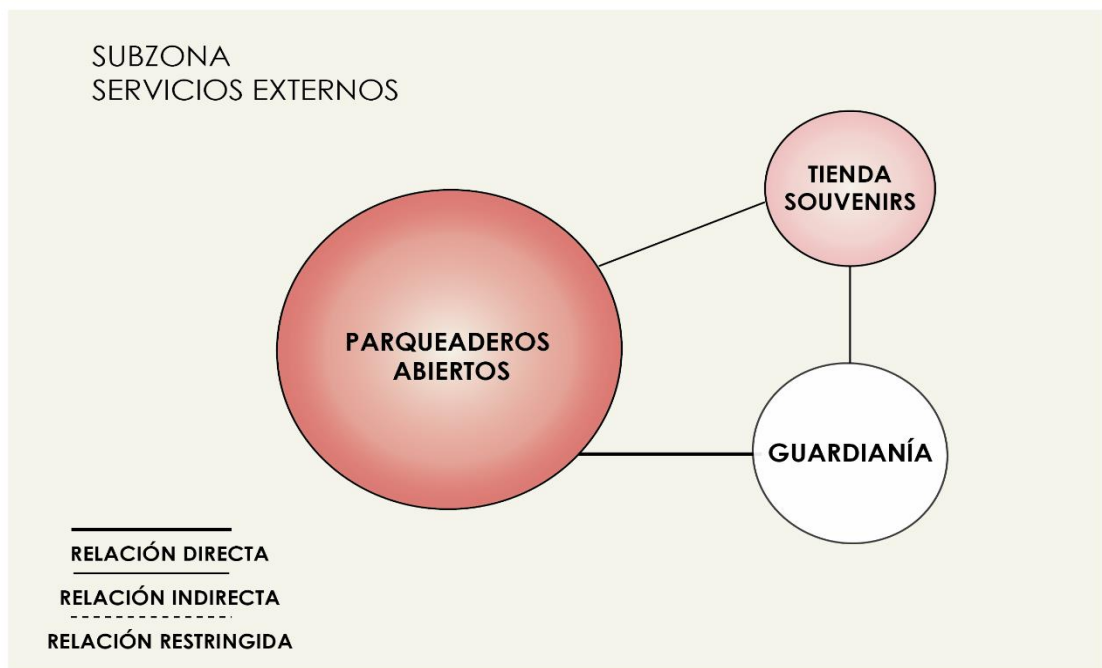 SUBZONA
SERVICIOS EXTERNOS
TIENDA
SOUVENIRS
PARQUEADEROS
ABIERTOS
GUARDIANÍA
RELACIÓN DIRECTA
RELACIÓN INDIRECTA
RELACIÓN RESTRINGIDA